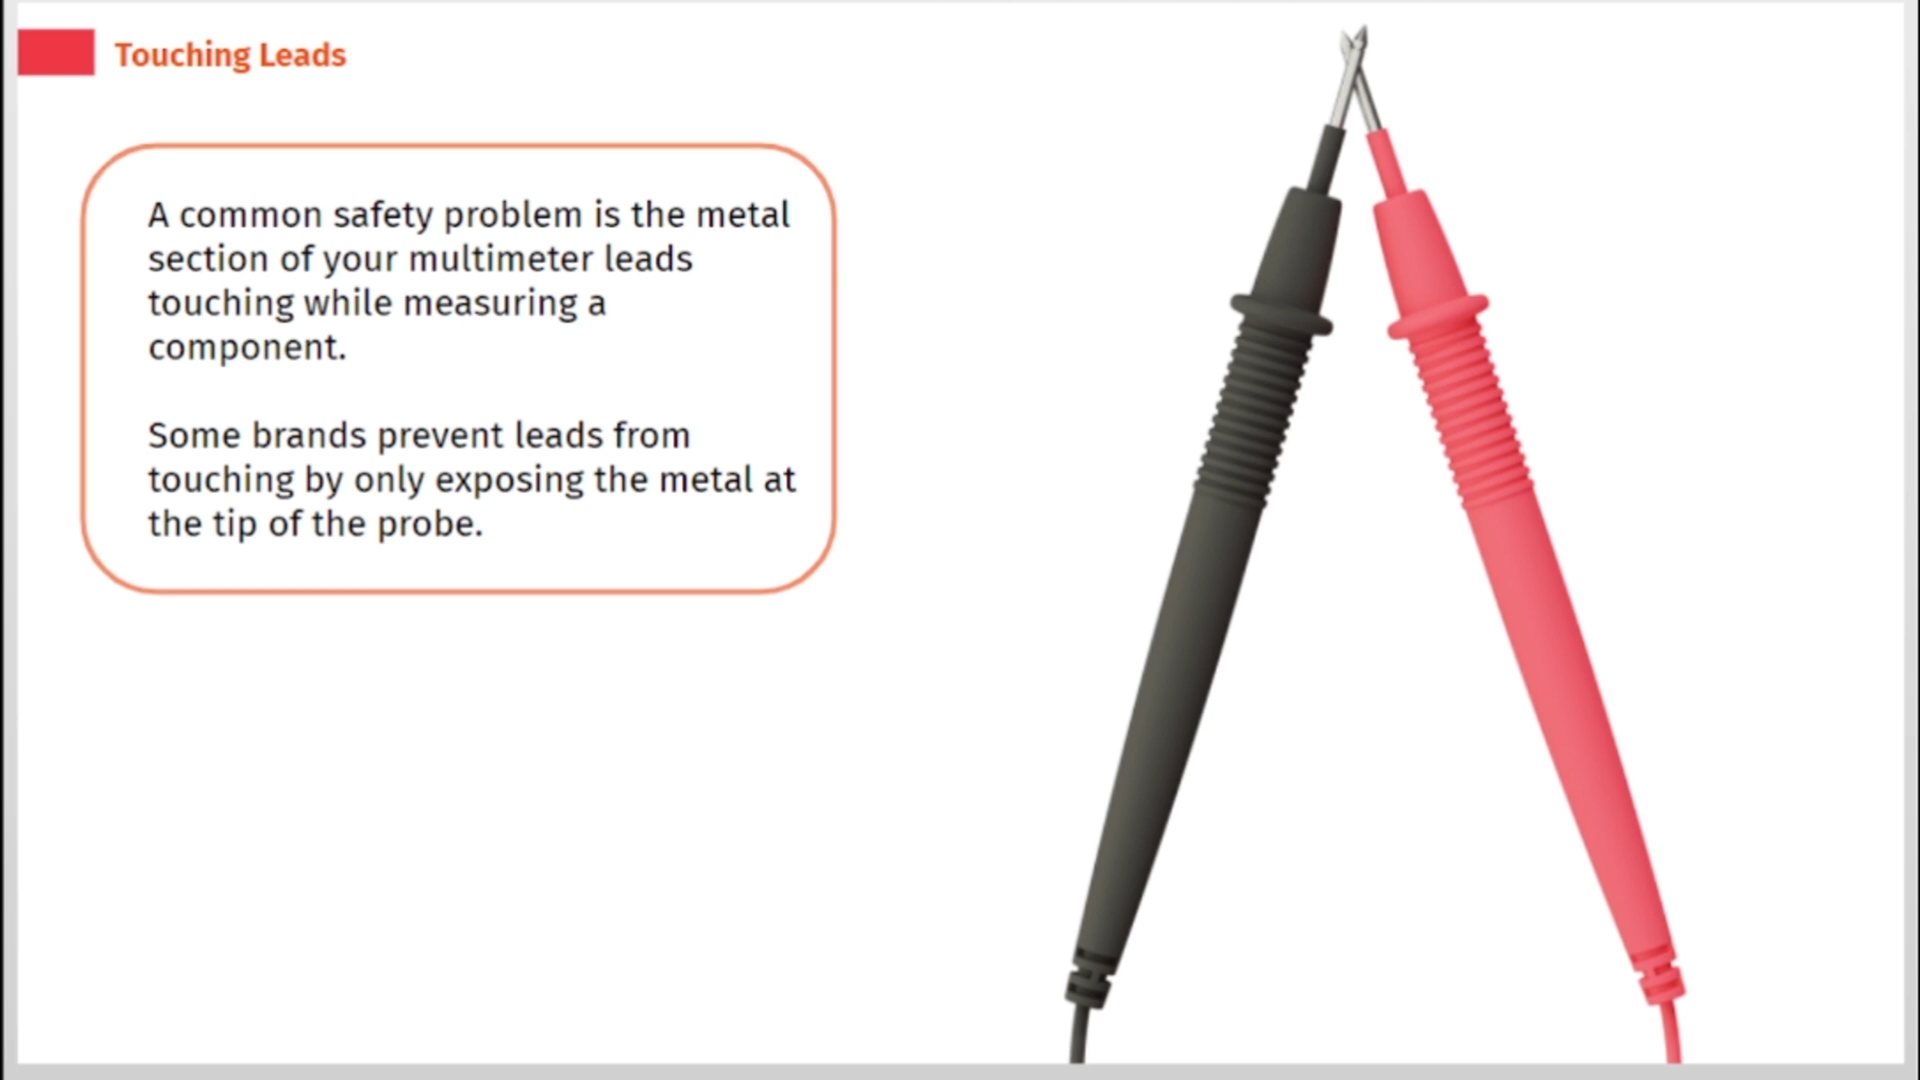 Touching Leads
A common safety problem is the metal
section of your multimeter leads
touching while measuring a
component.
Some brands prevent leads from
touching by only exposing the metal at
the tip of the probe.